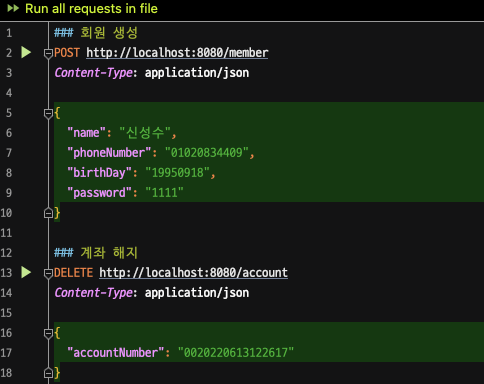 Run all requests in file
1 ### 회원 생성
2 POST http://localhost:8080/member
3 Content-Type: application/json
4
5 {
6 "name": "신성수",
7 "phoneNumber": "01020834409",
8 "birthDay": "19950918",
9 "password": "1111"
10 }
11
12 ### 계좌 해지
13 DELETE http://localhost:8080/account
14 Content-Type: application/json
15
16 {
17 "accountNumber": "0020220613122617"
18 }